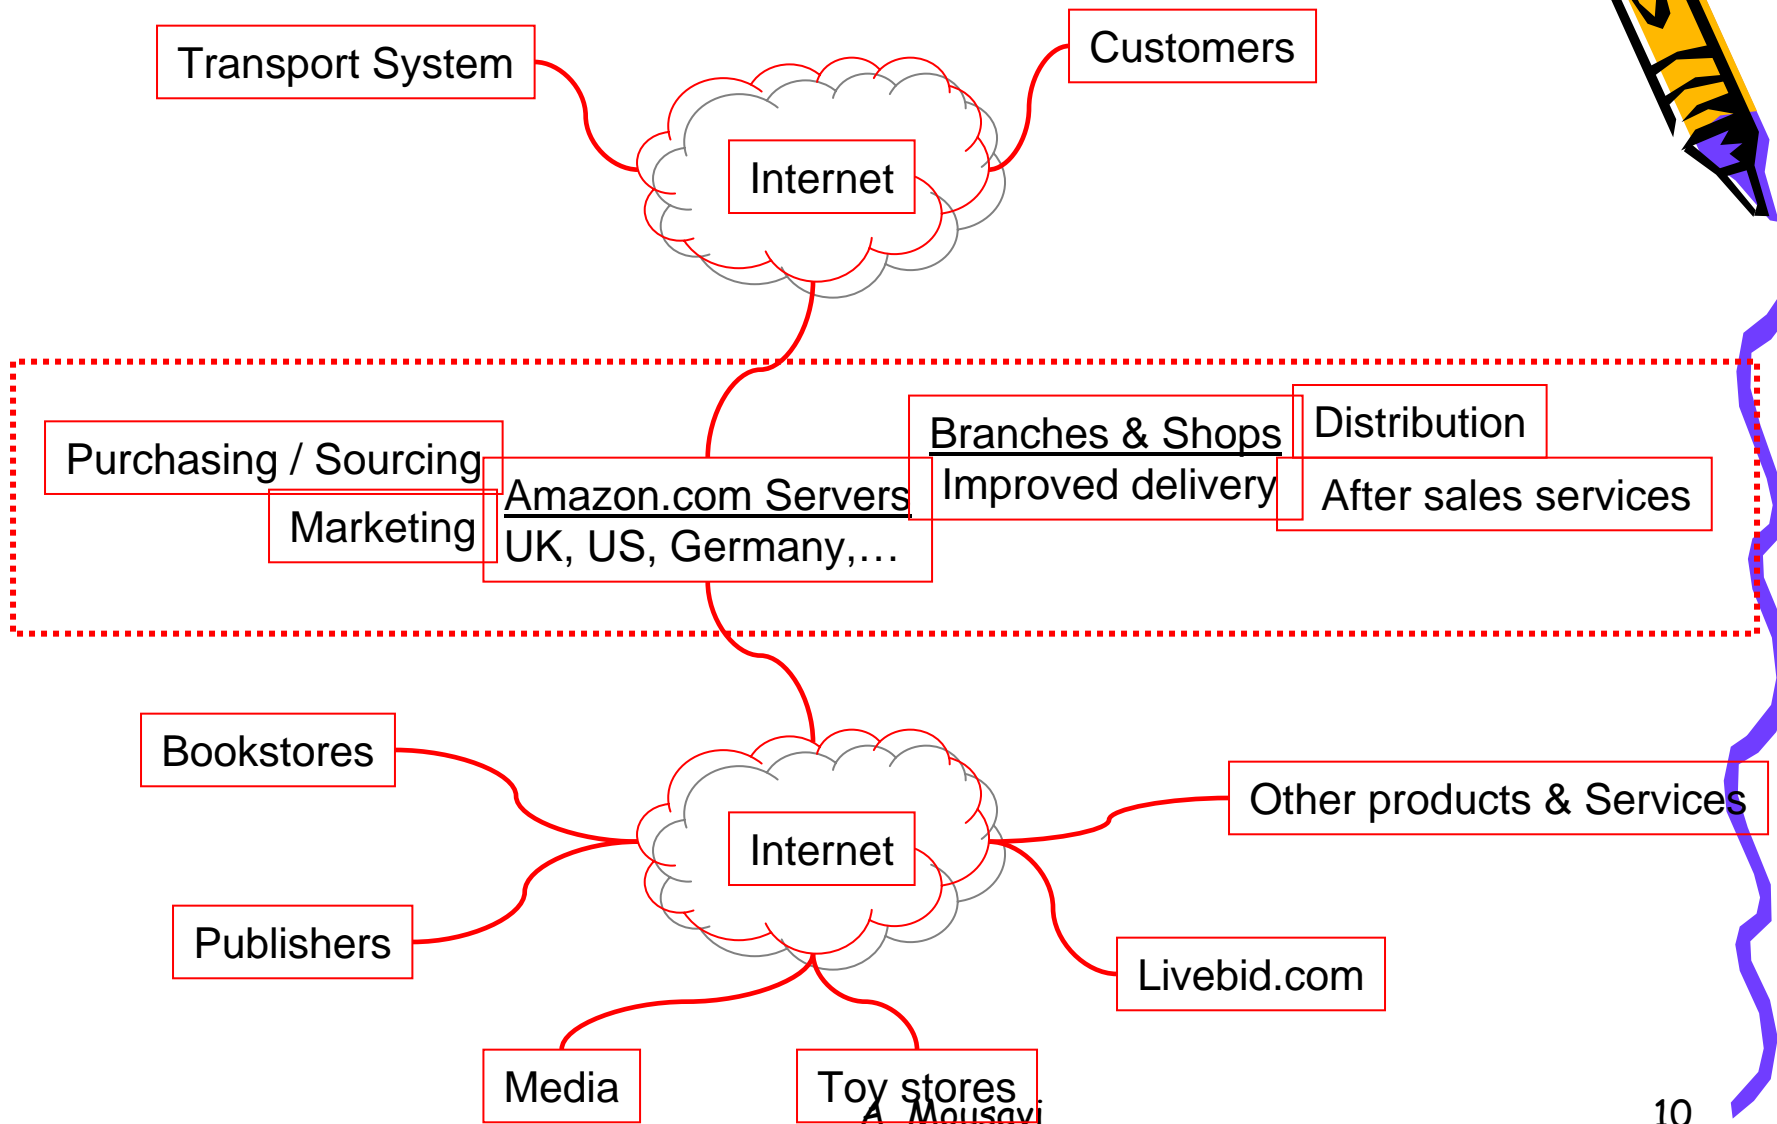 Transport System
Customers
Internet
Purchasing / Sourcing
Marketing
Amazon.com Servers
UK, US, Germany,…
Branches & Shops
Improved delivery
Distribution
After sales services
Bookstores
Internet
Other products & Services
Publishers
Livebid.com
Media
Toy stores
A. Mousavi
10